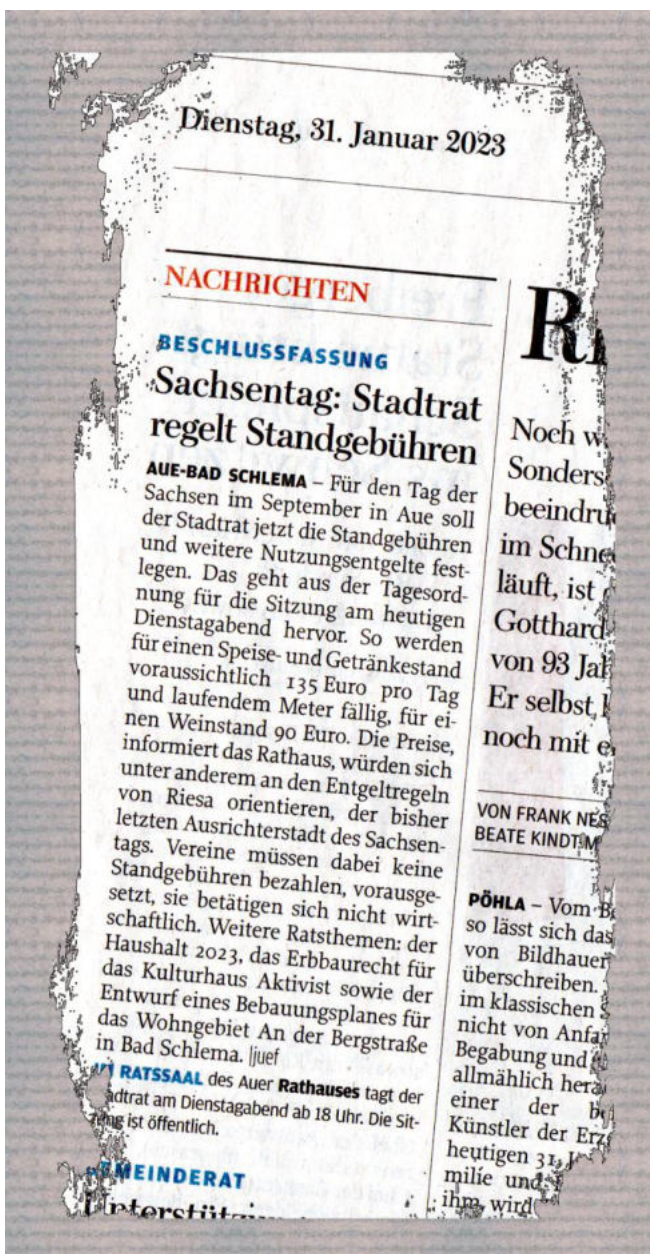 Dienstag, 31. Januar 2023
NACHRICHTEN
BESCHLUSSFASSUNG
Sachsentag: Stadtrat
regelt Standgebühren
AUE-BAD SCHLEMA – Für den Tag der
Sachsen im September in Aue soll
der Stadtrat jetzt die Standgebühren
und weitere Nutzungsentgelte fest-
legen. Das geht aus der Tagesord-
nung für die Sitzung am heutigen
Dienstagabend hervor. So werden
für einen Speise- und Getränkestand
voraussichtlich 135 Euro pro Tag
und laufendem Meter fällig, für ei-
nen Weinstand 90 Euro. Die Preise,
informiert das Rathaus, würden sich
unter anderem an den Entgeltregeln
von Riesa orientieren, der bisher
letzten Ausrichterstadt des Sachsen-
tags. Vereine müssen dabei keine
Standgebühren bezahlen, vorausge-
setzt, sie betätigen sich nicht wirt-
schaftlich. Weitere Ratsthemen: der
Haushalt 2023, das Erbbaurecht für
das Kulturhaus Aktivist sowie der
Entwurf eines Bebauungsplanes für
das Wohngebiet An der Bergstraße
in Bad Schlema. |juef
RATSSAAL des Auer Rathauses tagt der
Stadtrat am Dienstagabend ab 18 Uhr. Die Sit-
zung ist öffentlich.
GEMEINDERAT
Noch
Sonders
beeindru
im Schnee
läuft, ist
Gotthard
von 93 Jah
Er selbst,
noch mit
VON FRANK NES
BEATE KINDT
PÖHLA – Vom
so lässt sich das
von Bildhauer
überschreiben.
im klassischen
nicht von Anfa
Begabung und
allmählich hera
einer der
Künstler der Erz
heutigen 31.
milie und
ihm wird